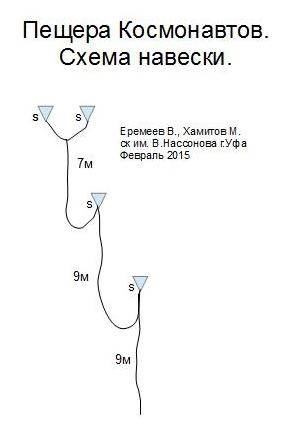 Пещера Космонавтов.
Схема навески.
s s
Еремеев В., Хамитов М.
ск им. В.Нассонова г.Уфа
Февраль 2015
7м
s
9м
s
9м